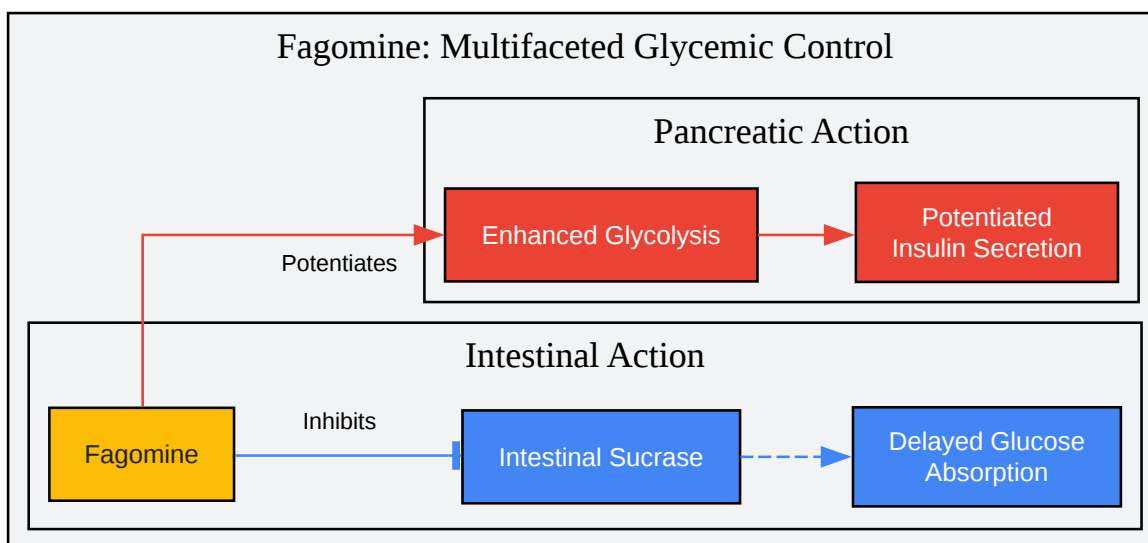 Fagomine: Multifaceted Glycemic Control
Pancreatic Action
Enhanced Glycolysis
Potentiated
Insulin Secretion
Potentiates
Intestinal Action
Fagomine
Inhibits
Intestinal Sucrase
Delayed Glucose
Absorption